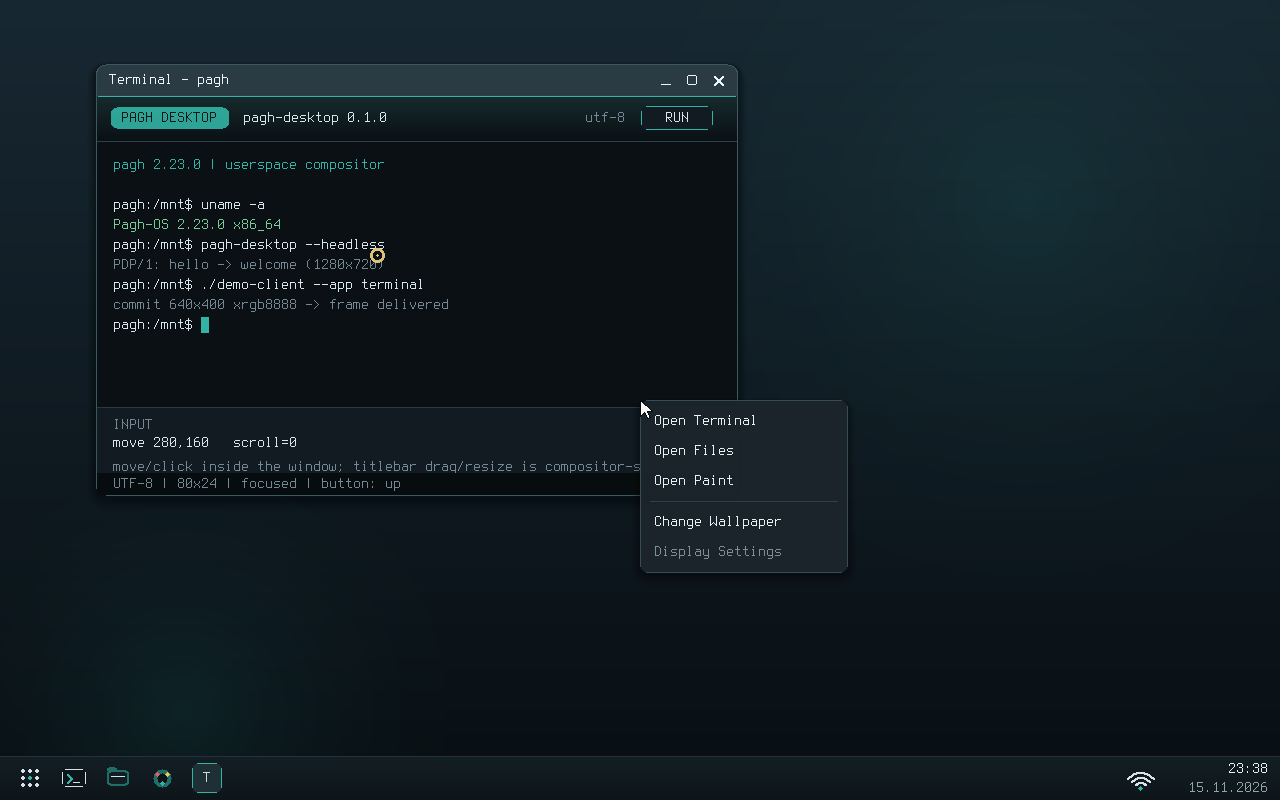 Terminal - pagh
PAGH DESKTOP pagh-desktop 0.1.0 utf-8 | RUN |
pagh 2.23.0 | userspace compositor
pagh:/mnt$ uname -a
Pagh-OS 2.23.0 x86_64
pagh:/mnt$ pagh-desktop --headless
PDP/1: hello -> welcome (1280x720)
pagh:/mnt$ ./demo-client --app terminal
commit 640x400 xrgb8888 -> frame delivered
pagh:/mnt$
INPUT
move 280,160 scroll=0
move/click inside the window; titlebar drag/resize is compositor-s
UTF-8 | 80x24 | focused | button: up
Open Terminal
Open Files
Open Paint
Change Wallpaper
Display Settings
T
23:38
15.11.2026